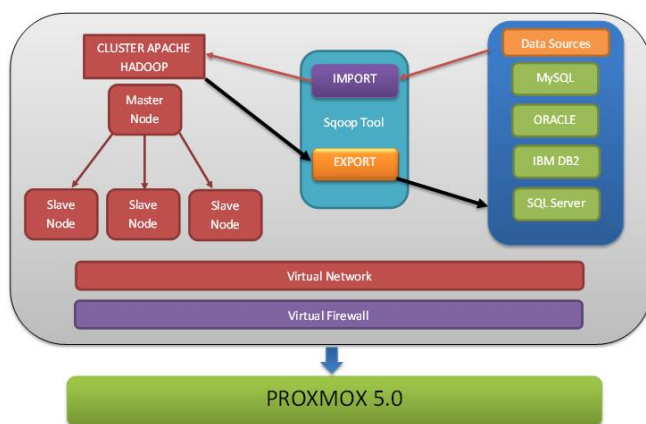 CLUSTER APACHE
HADOOP
Master
Node
Slave
Node
Slave
Node
Slave
Node
IMPORT
Sqoop Tool
EXPORT
Data Sources
MySQL
ORACLE
IBM DB2
SQL Server
Virtual Network
Virtual Firewall
PROXMOX 5.0